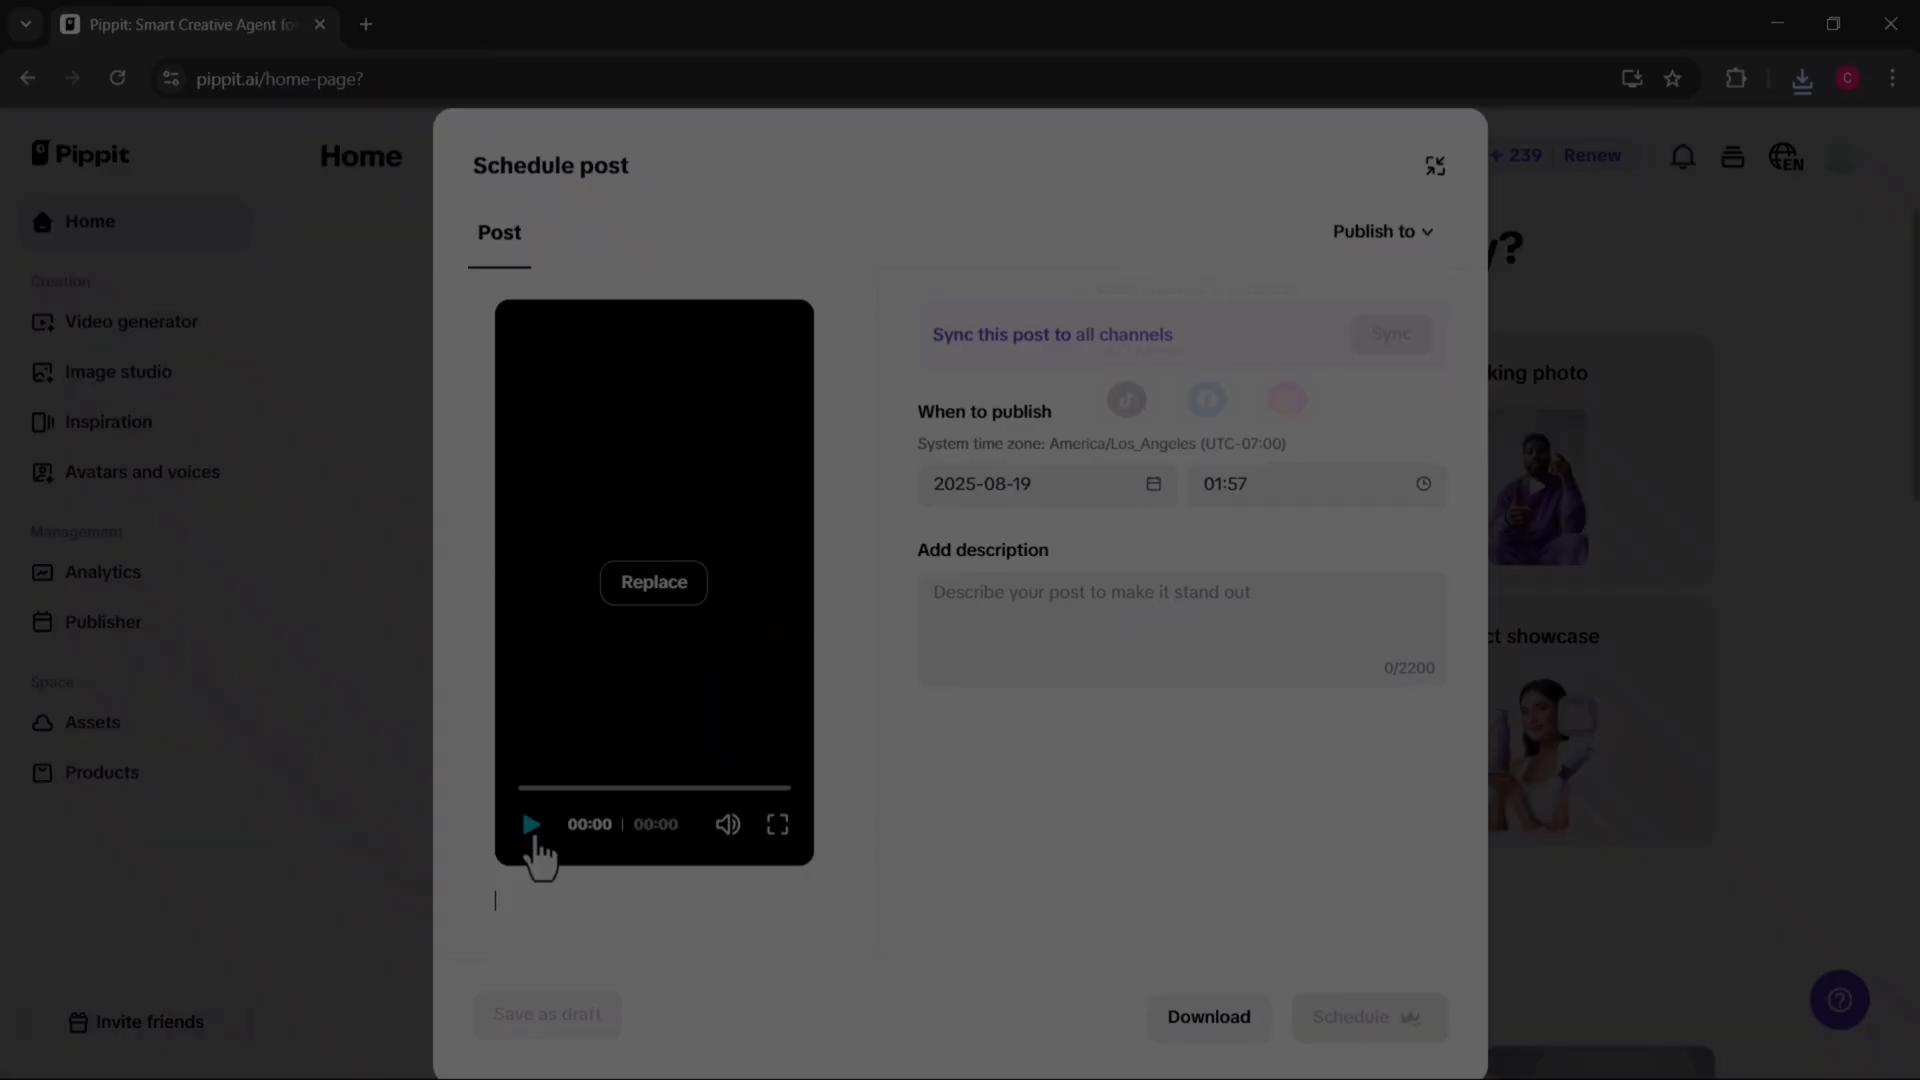 Pippit: Smart Creative Agent fo
pippit.ai/home-page?
C
Pippit
Home
239
Renew
EN
Home
Creation
Video generator
Image studio
Inspiration
Avatars and voices
Management
Analytics
Publisher
Space
Assets
Products
Invite friends
Schedule post
Post
Publish to
Sync this post to all channels
Sync
When to publish
System time zone: America/Los_Angeles (UTC-07:00)
2025-08-19
01:57
Add description
Describe your post to make it stand out
0/2200
Replace
00:00 | 00:00
Save as draft
Download
Schedule
y?
king photo
ct showcase